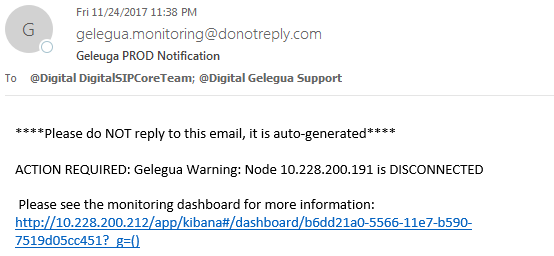 G
Fri 11/24/2017 11:38 PM
gelegua.monitoring@donotreply.com
Geleuga PROD Notification
To @Digital DigitalSIPCoreTeam; @Digital Gelegua Support
****Please do NOT reply to this email, it is auto-generated****
ACTION REQUIRED: Gelegua Warning: Node 10.228.200.191 is DISCONNECTED
Please see the monitoring dashboard for more information:
http://10.228.200.212/app/kibana#/dashboard/b6dd21a0-5566-11e7-b590-
7519d05cc451?_g=()